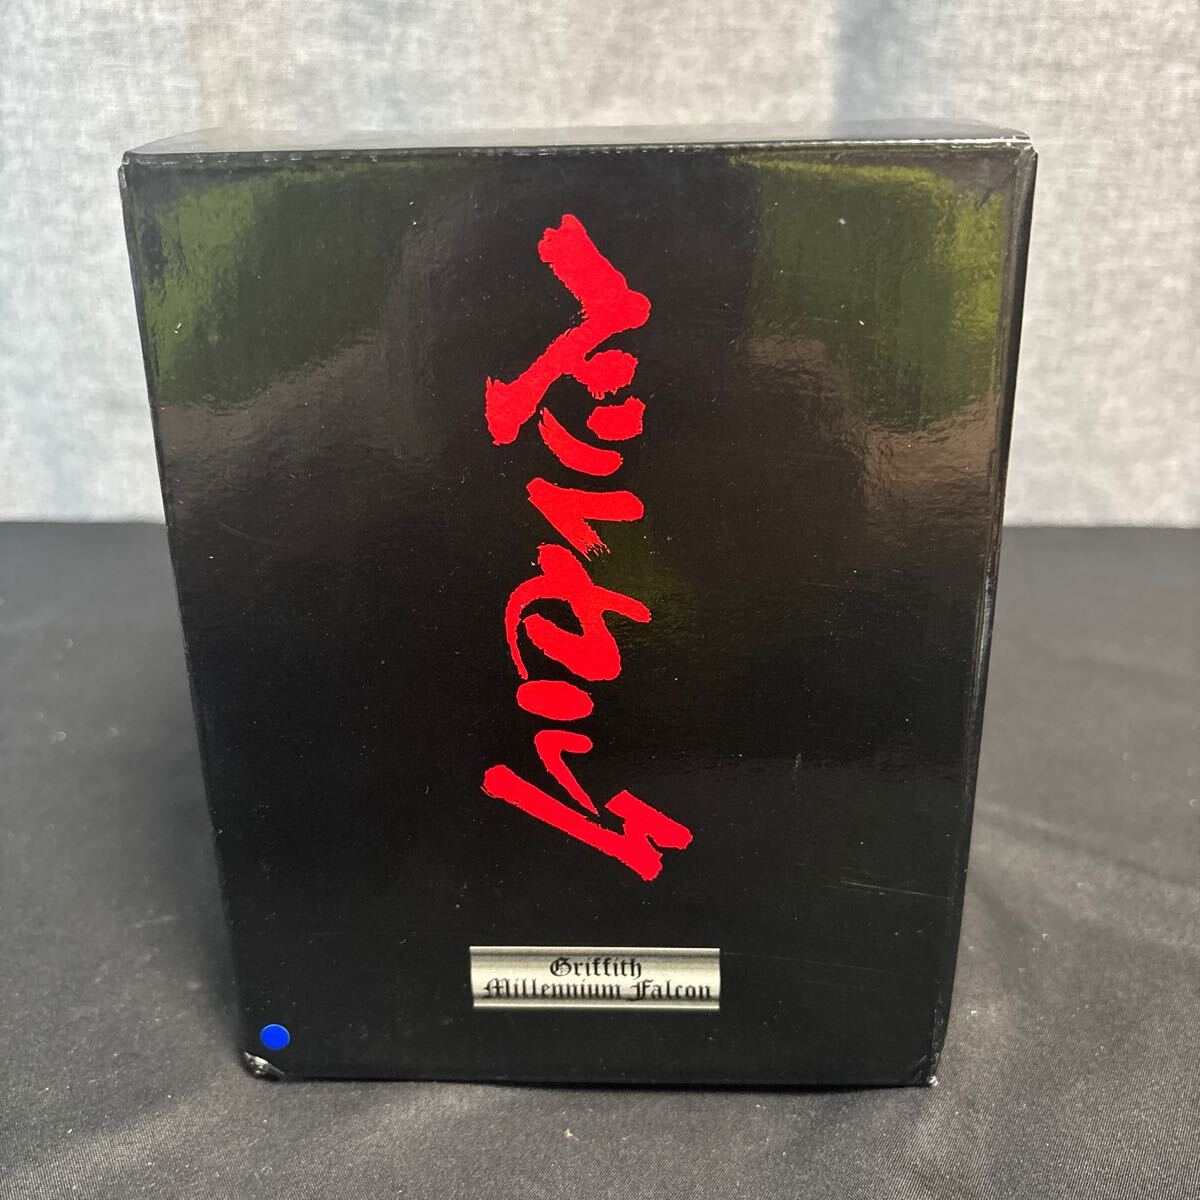 ベルセルク
Griffith
Millennium Falcon